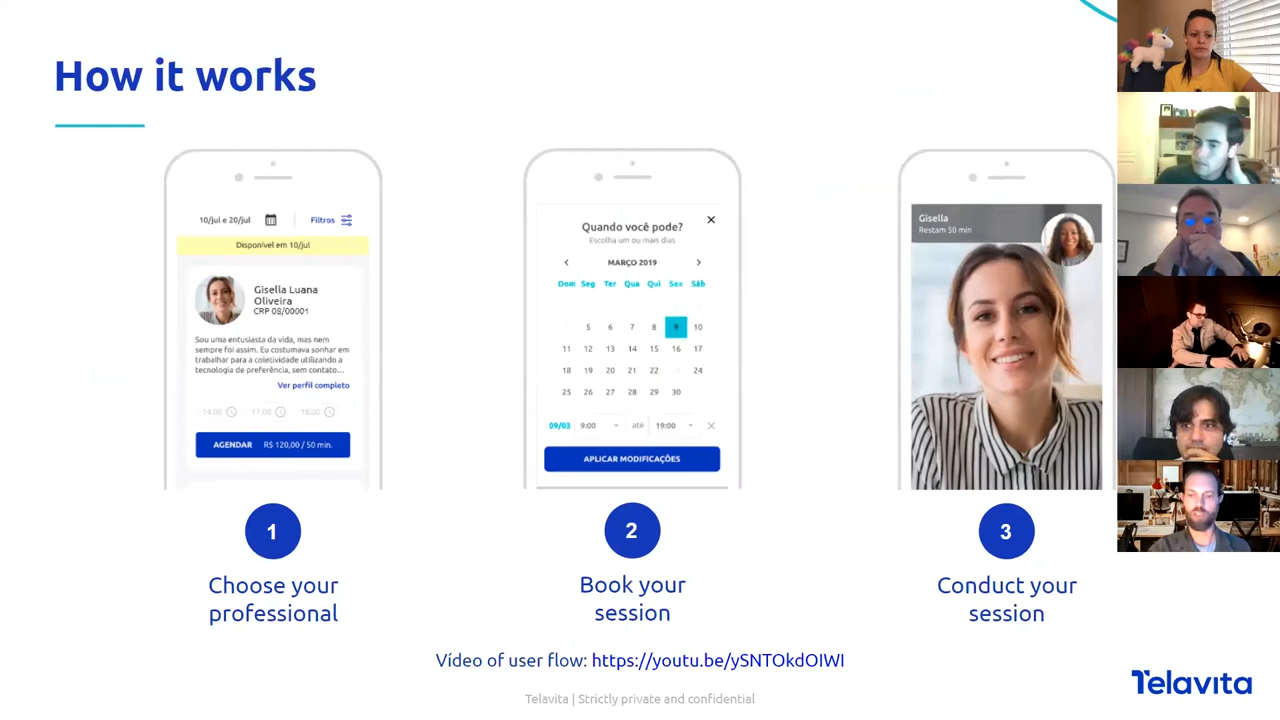 How it works
10/jul e 20/jul
Filtros
Disponível em 10/jul
Gisella Luana
Oliveira
CRP 08/00001
Sou uma entusiasta da vida, mas nem
sempre foi assim. Eu costumava sonhar em
trabalhar para a coletividade utilizando a
tecnologia de preferência, sem contato...
Ver perfil completo
14:00 17:00 18:00
AGENDAR R$ 120,00 / 50 min.
1
Choose your
professional
Quando você pode?
Escolha um ou mais dias
MARÇO 2019
Dom Seg Ter Qua Qui Sex Sáb
5 6 7 8 9 10
11 12 13 14 15 16 17
18 19 20 21 22 24
25 26 27 28 29 30
09/03 9:00 até 19:00
APLICAR MODIFICAÇÕES
2
Book your
session
Gisella
Restam 50 min
3
Conduct your
session
Vídeo of user flow: https://youtu.be/ySNTOkdOIWI
Telavita | Strictly private and confidential
Telavita